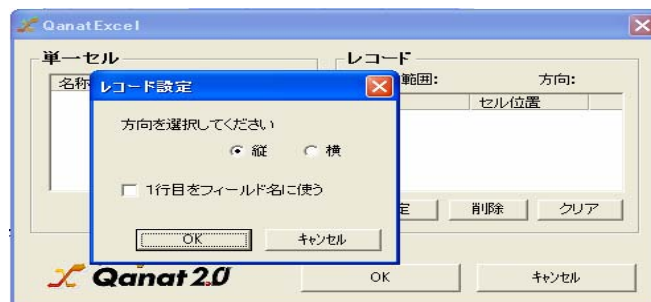 QanatExcel
単一セル
レコード
名称
範囲:
方向:
セル位置
レコード設定
方向を選択してください
縦 横
1行目をフィールド名に使う
OK キャンセル
定 削除 クリア
Qanat 2.0
OK キャンセル